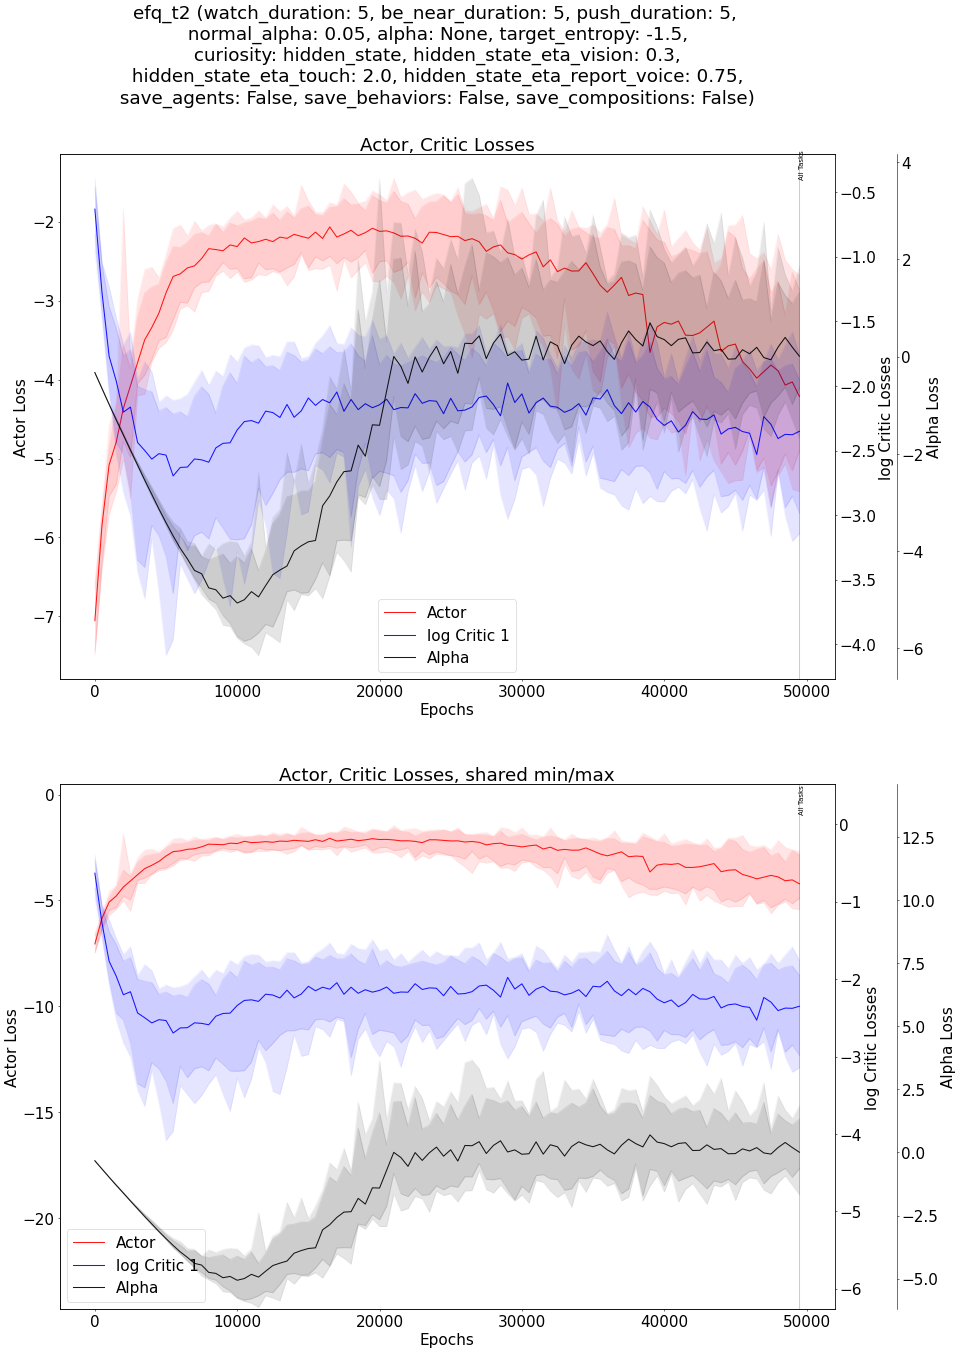 efq_t2 (watch_duration: 5, be_near_duration: 5, push_duration: 5,
normal_alpha: 0.05, alpha: None, target_entropy: -1.5,
curiosity: hidden_state, hidden_state_eta_vision: 0.3,
hidden_state_eta_touch: 2.0, hidden_state_eta_report_voice: 0.75,
save_agents: False, save_behaviors: False, save_compositions: False)
Actor, Critic Losses
All Tasks
Actor Loss
−2
−3
−4
−5
−6
−7
−0.5
−1.0
−1.5
−2.0
−2.5
−3.0
−3.5
−4.0
log Critic Losses
4
2
0
−2
−4
−6
Alpha Loss
Actor
log Critic 1
Alpha
0 10000 20000 30000 40000 50000
Epochs
Actor, Critic Losses, shared min/max
All Tasks
Actor Loss
0
−5
−10
−15
−20
0
−1
−2
−3
−4
−5
−6
log Critic Losses
12.5
10.0
7.5
5.0
2.5
0.0
−2.5
−5.0
Alpha Loss
Actor
log Critic 1
Alpha
0 10000 20000 30000 40000 50000
Epochs